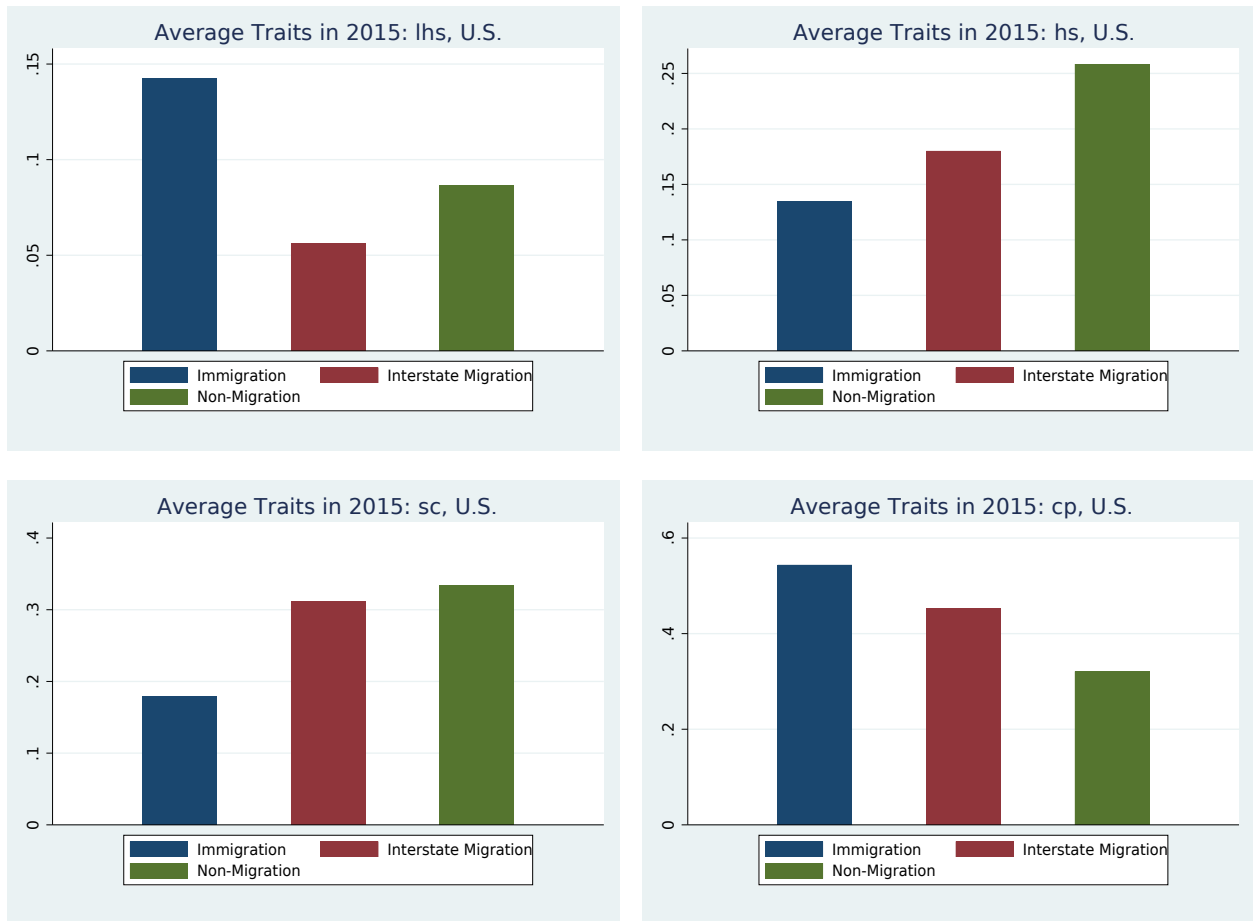 Average Traits in 2015: lhs, U.S.
.15
.1
.05
0
Immigration
Interstate Migration
Non-Migration
Average Traits in 2015: hs, U.S.
.25
.2
.15
.1
.05
0
Immigration
Interstate Migration
Non-Migration
Average Traits in 2015: sc, U.S.
.4
.3
.2
.1
0
Immigration
Interstate Migration
Non-Migration
Average Traits in 2015: cp, U.S.
.6
.4
.2
0
Immigration
Interstate Migration
Non-Migration